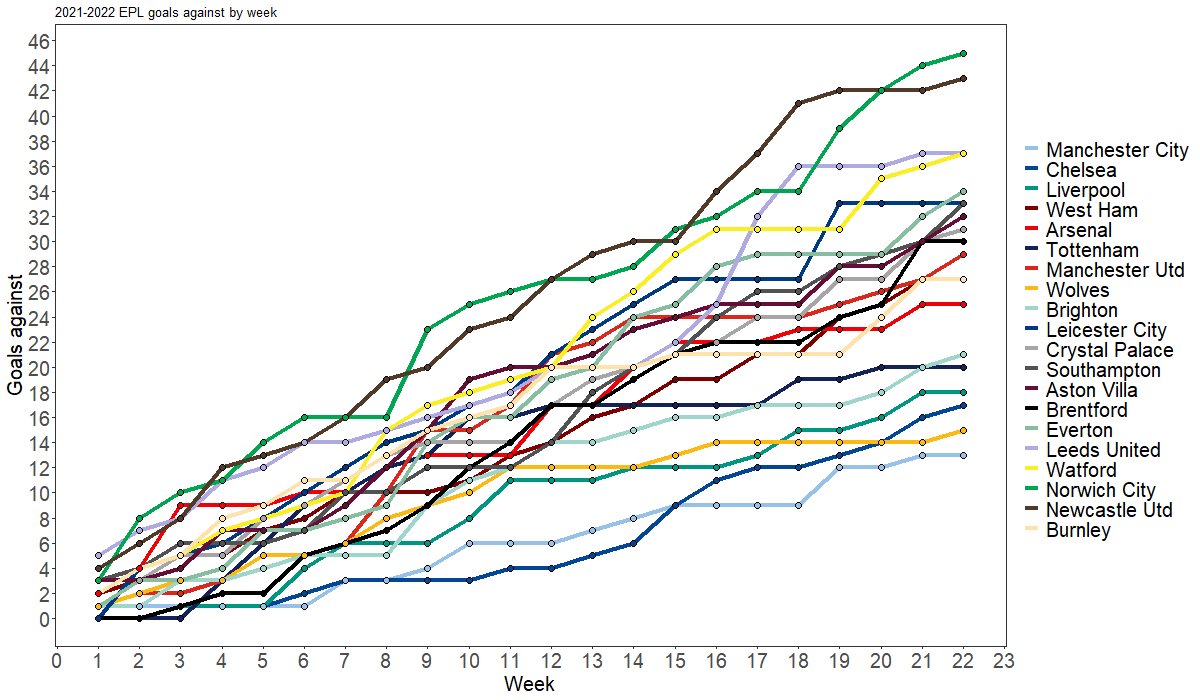 2021-2022 EPL goals against by week
Goals against
46
44
42
40
38
36
34
32
30
28
26
24
22
20
18
16
14
12
10
8
6
4
2
0
0 1 2 3 4 5 6 7 8 9 10 11 12 13 14 15 16 17 18 19 20 21 22 23
Week
Manchester City
Chelsea
Liverpool
West Ham
Arsenal
Tottenham
Manchester Utd
Wolves
Brighton
Leicester City
Crystal Palace
Southampton
Aston Villa
Brentford
Everton
Leeds United
Watford
Norwich City
Newcastle Utd
Burnley